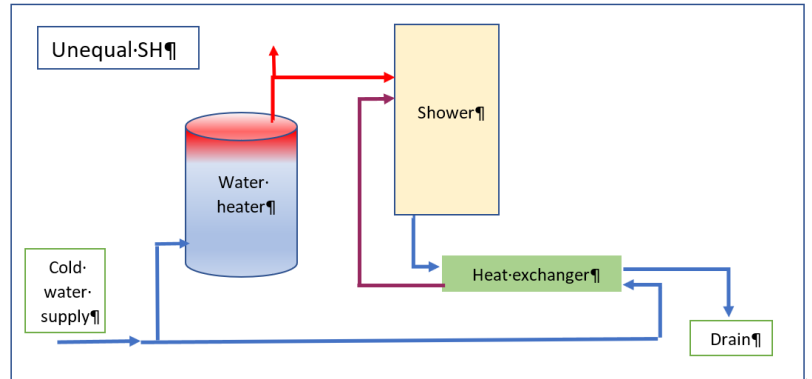 Unequal·SH¶
Shower¶
Water·
heater¶
Cold·
water·
supply¶
Heat·exchanger¶
Drain¶